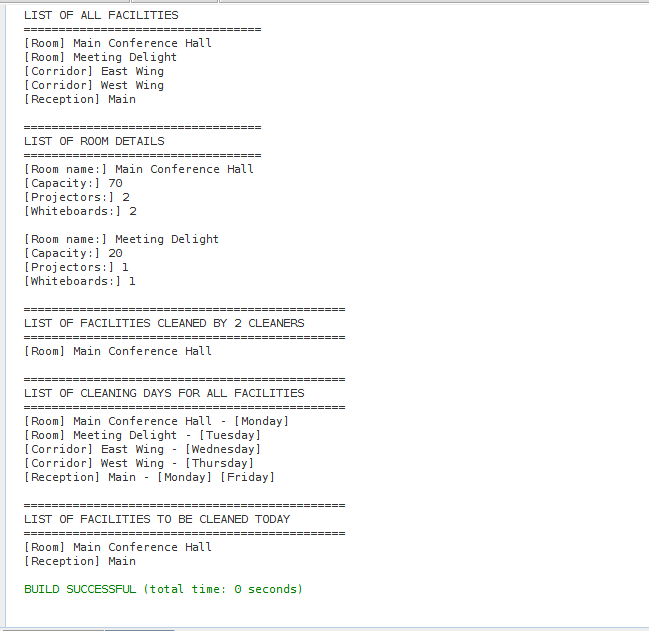 LIST OF ALL FACILITIES
==================================
[Room] Main Conference Hall
[Room] Meeting Delight
[Corridor] East Wing
[Corridor] West Wing
[Reception] Main
==================================
LIST OF ROOM DETAILS
==================================
[Room name:] Main Conference Hall
[Capacity:] 70
[Projectors:] 2
[Whiteboards:] 2
[Room name:] Meeting Delight
[Capacity:] 20
[Projectors:] 1
[Whiteboards:] 1
==============================================
LIST OF FACILITIES CLEANED BY 2 CLEANERS
==============================================
[Room] Main Conference Hall
==============================================
LIST OF CLEANING DAYS FOR ALL FACILITIES
==============================================
[Room] Main Conference Hall - [Monday]
[Room] Meeting Delight - [Tuesday]
[Corridor] East Wing - [Wednesday]
[Corridor] West Wing - [Thursday]
[Reception] Main - [Monday] [Friday]
==============================================
LIST OF FACILITIES TO BE CLEANED TODAY
==============================================
[Room] Main Conference Hall
[Reception] Main
BUILD SUCCESSFUL (total time: 0 seconds)